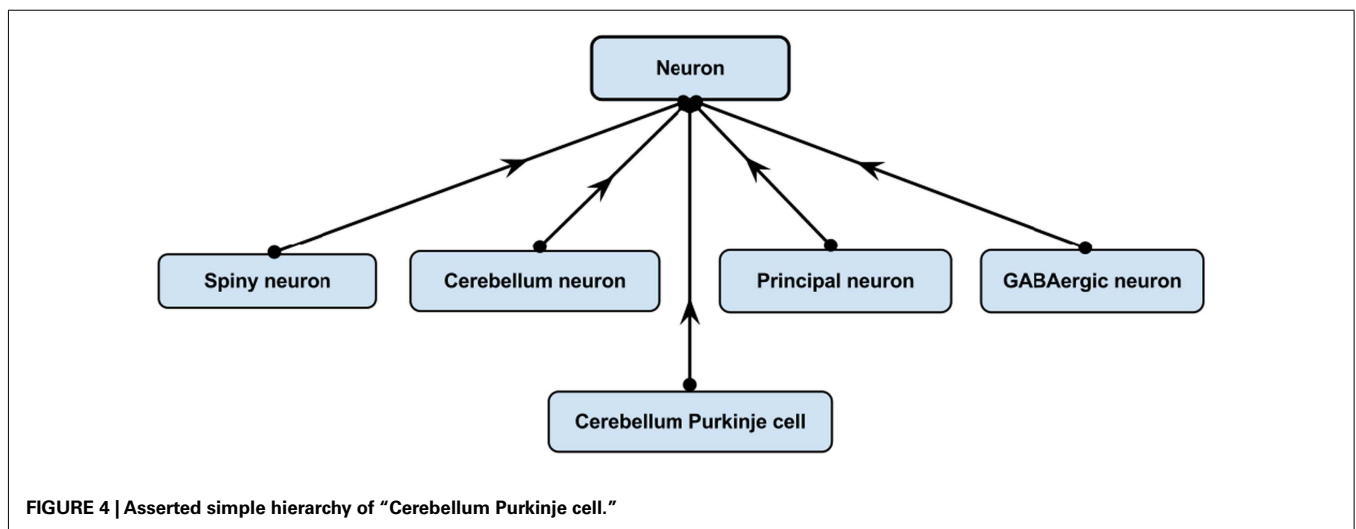 Neuron
Spiny neuron
Cerebellum neuron
Principal neuron
GABAergic neuron
Cerebellum Purkinje cell
FIGURE 4 | Asserted simple hierarchy of “Cerebellum Purkinje cell.”